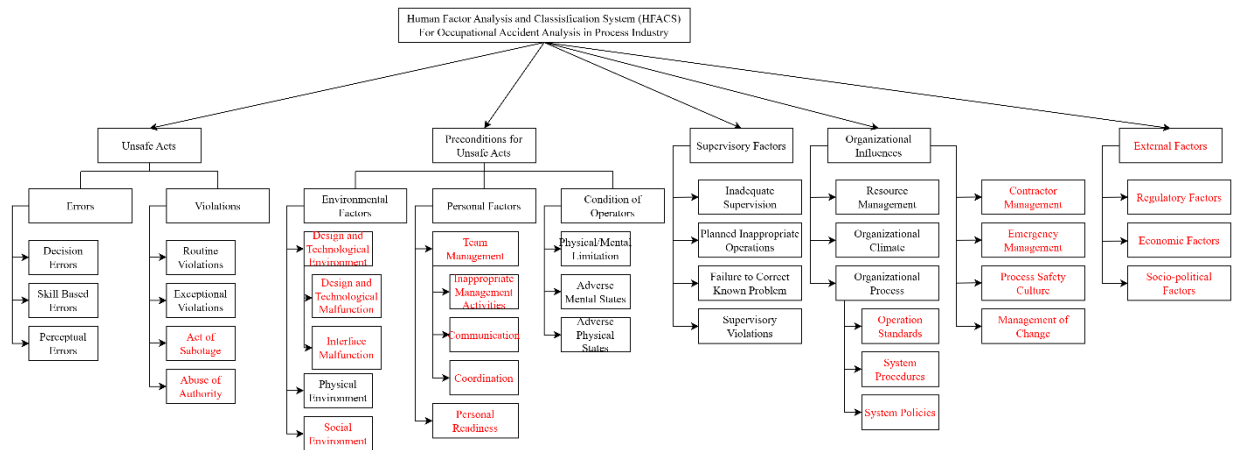 Human Factor Analysis and Classisfication System (HFACS)
For Occupational Accident Analysis in Process Industry
Unsafe Acts
Preconditions for
Unsafe Acts
Supervisory Factors
Organizational
Influences
External Factors
Errors
Violations
Environmental
Factors
Personal Factors
Condition of
Operators
Decision
Errors
Skill Based
Errors
Perceptual
Errors
Routine
Violations
Exceptional
Violations
Act of
Sabotage
Abuse of
Authority
Design and
Technological
Environment
Design and
Technological
Malfunction
Interface
Malfunction
Physical
Environment
Social
Environment
Team
Management
Inappropriate
Management
Activities
Communication
Coordination
Personal
Readiness
Physical/Mental
Limitation
Adverse
Mental States
Adverse
Physical
States
Inadequate
Supervision
Planned Inappropriate
Operations
Failure to Correct
Known Problem
Supervisory
Violations
Resource
Management
Organizational
Climate
Organizational
Process
Operation
Standards
System
Procedures
System Policies
Contractor
Management
Emergency
Management
Process Safety
Culture
Management of
Change
Regulatory Factors
Economic Factors
Socio-political
Factors